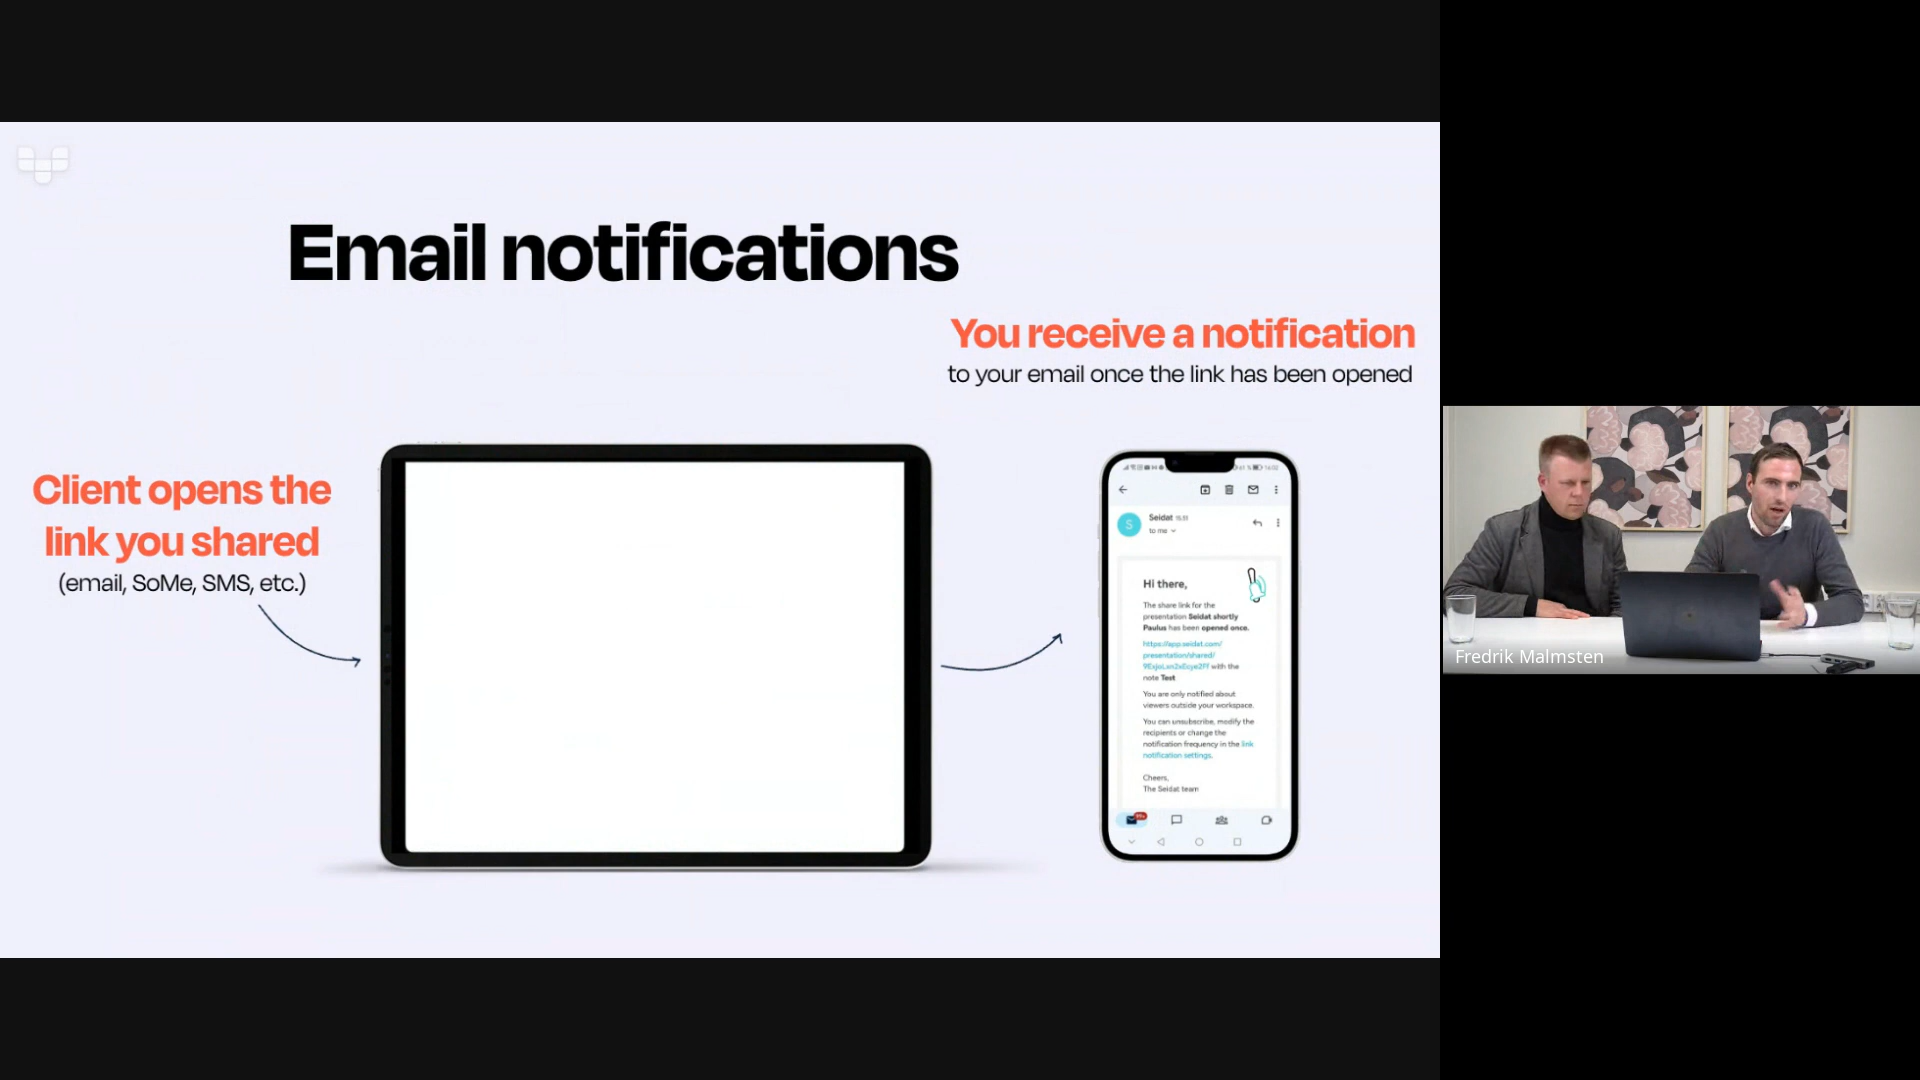 Email notifications
You receive a notification
to your email once the link has been opened
Client opens the
link you shared
(email, SoMe, SMS, etc.)
S
Seidat 15.51
to me
Hi there,
The share link for the
presentation Seidat shortly
Paulus has been opened once.
https://app.seidat.com/
presentation/shared/
with the
note Test
You are only notified about
viewers outside your workspace.
You can unsubscribe, modify the
recipients or change the
notification frequency in the link
notification settings.
Cheers,
The Seidat team
99+
Fredrik Malmsten